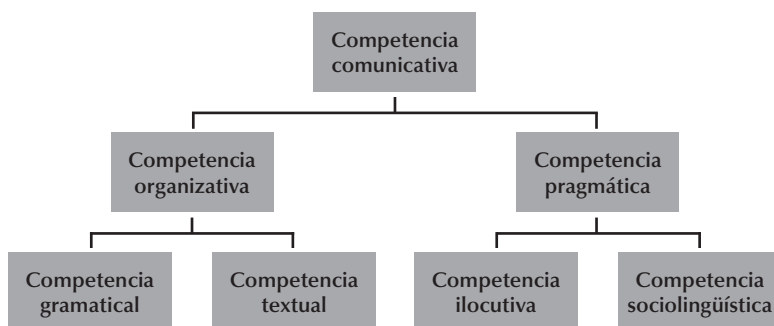 Competencia
comunicativa
Competencia
organizativa
Competencia
pragmática
Competencia
gramatical
Competencia
textual
Competencia
ilocutiva
Competencia
sociolingüística